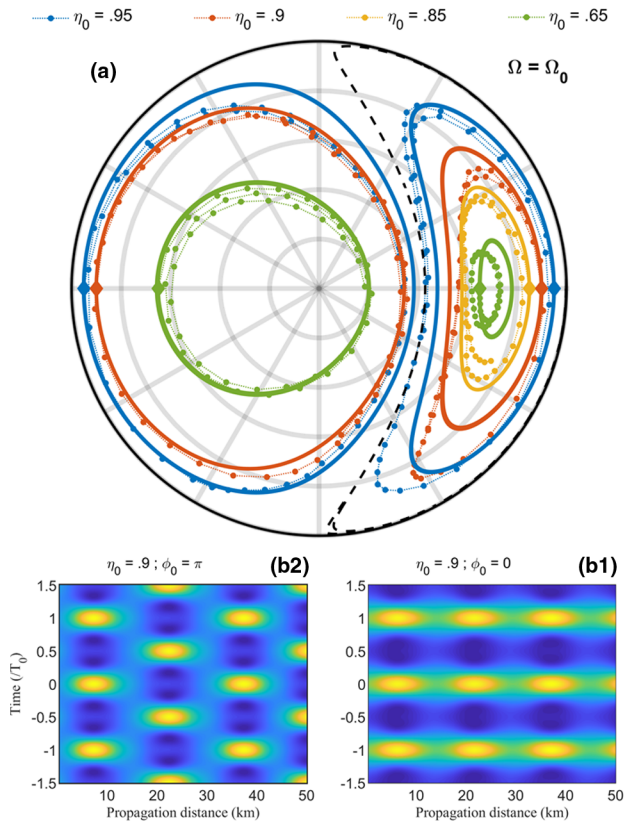 η₀ = .95 η₀ = .9 η₀ = .85 η₀ = .65
(a)
Ω = Ω₀
η₀ = .9 ; ϕ₀ = π (b2)
1.5
1
0.5
0
-0.5
-1
-1.5
Time (/T₀)
0 10 20 30 40 50
Propagation distance (km)
η₀ = .9 ; ϕ₀ = 0 (b1)
1.5
1
0.5
0
-0.5
-1
-1.5
0 10 20 30 40 50
Propagation distance (km)